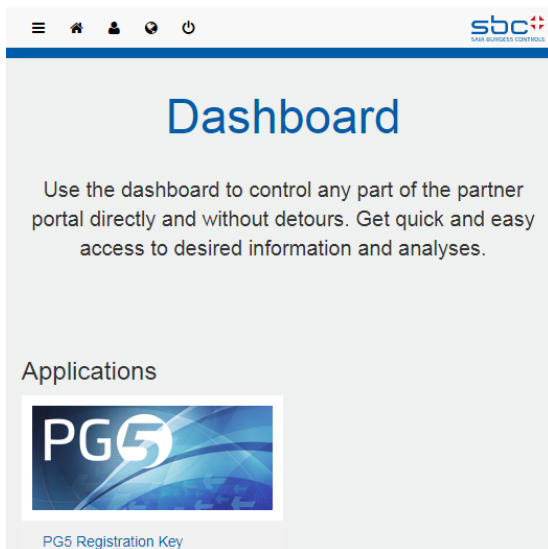 sbc
SAIA BURGESS CONTROLS
Dashboard
Use the dashboard to control any part of the partner
portal directly and without detours. Get quick and easy
access to desired information and analyses.
Applications
PG5
PG5 Registration Key